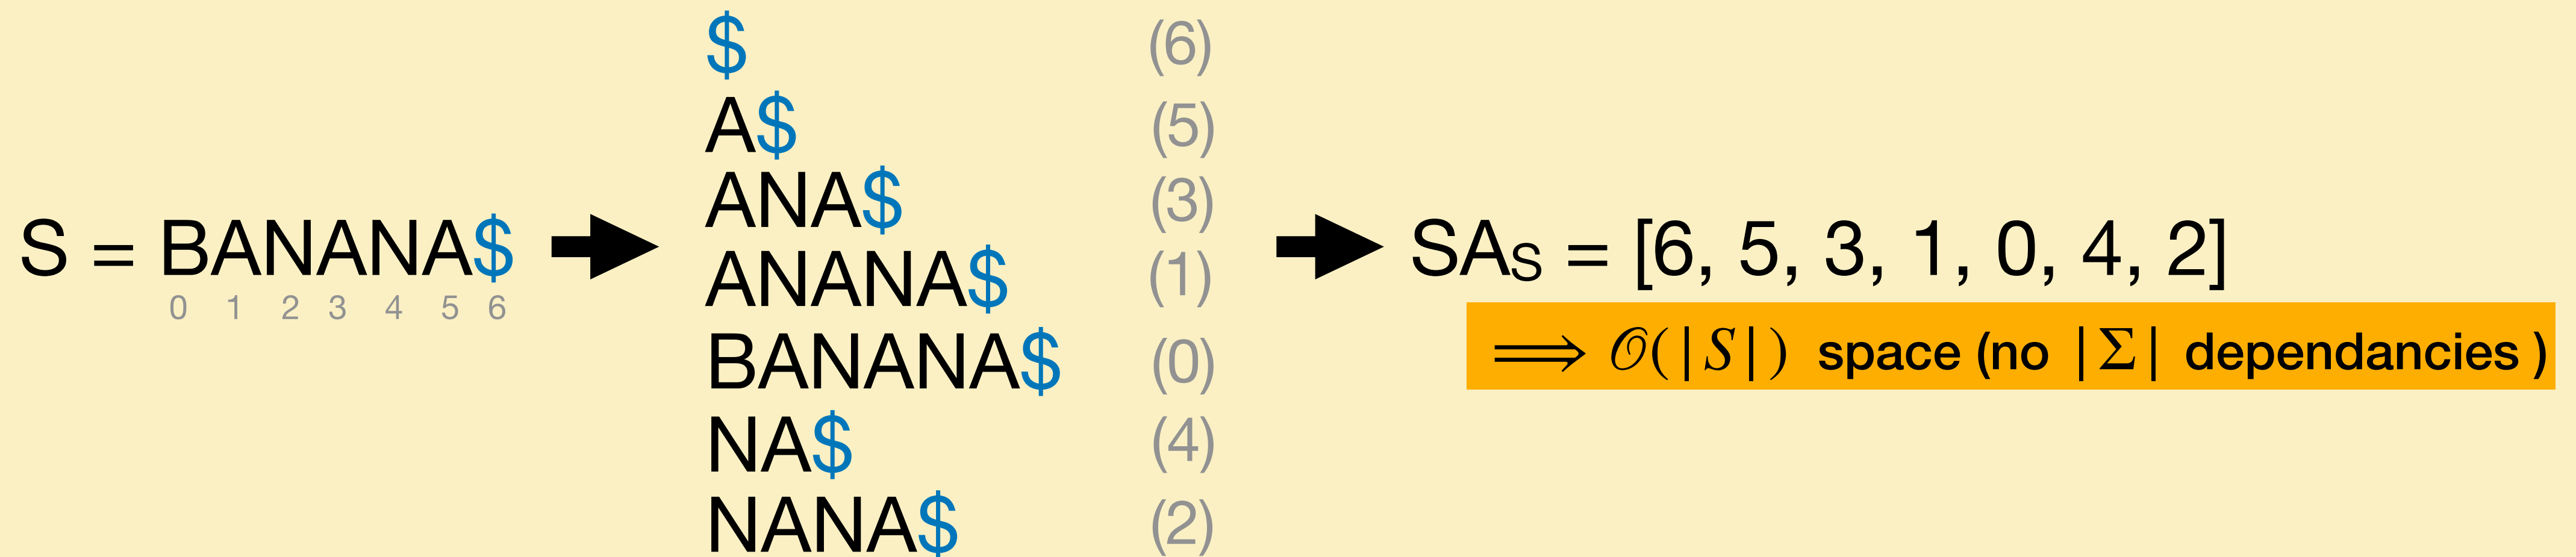 S = BANANA$
0 1 2 3 4 5 6
$ (6)
A$ (5)
ANA$ (3)
ANANA$ (1)
BANANA$ (0)
NA$ (4)
NANA$ (2)
SAS = [6, 5, 3, 1, 0, 4, 2]
⟹ 𝒪(|S|) space (no |Σ| dependancies )